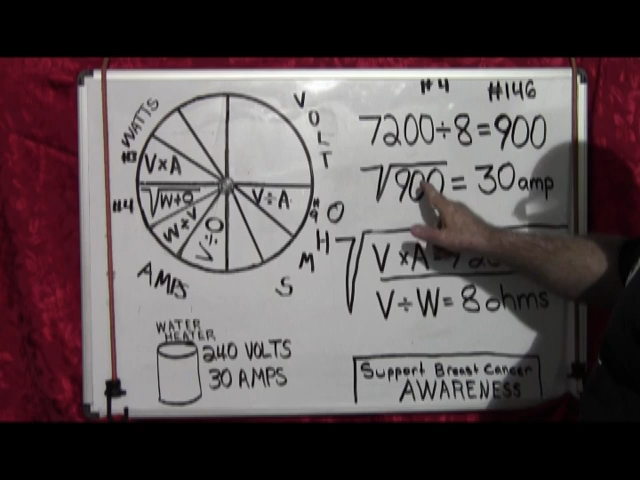 #4 #146
7200÷8=900
√900 = 30 amp
V÷W= 8 ohms
WATTS
VOLT
OHMS
AMPS
V×A
√W÷O
W÷V
V÷O
V÷A
#4
WATER
HEATER
240 VOLTS
30 AMPS
Support Breast Cancer
AWARENESS